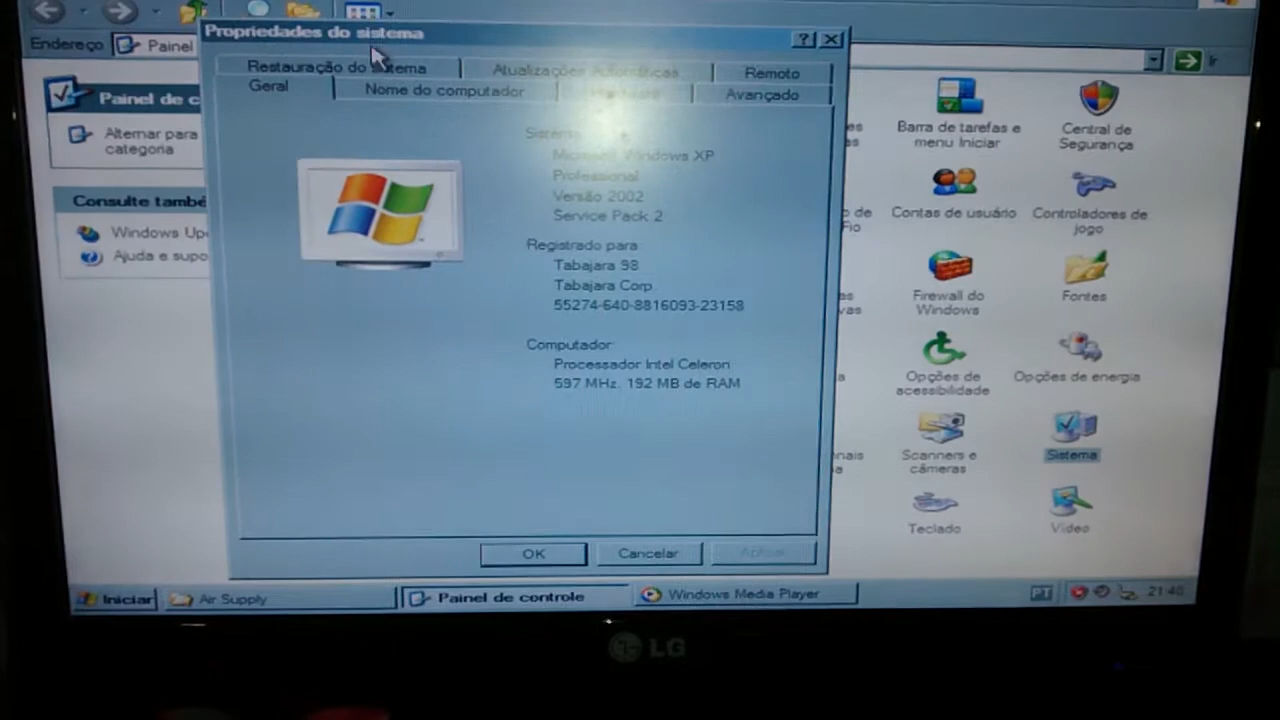 Propriedades do sistema
Endereço
Painel
Restauração do sistema
Atualizações Automáticas
Remoto
Ir
Geral
Nome do computador
Hardware
Avançado
Painel de c
Alternar para
categoria
Consulte També
Windows Up
Ajuda e supo
Sistema
Microsoft Windows XP
Professional
Versão 2002
Service Pack 2
Registrado para
Tabajara 98
Tabajara Corp.
55274-640-8816093-23158
Computador:
Processador Intel Celeron
597 MHz. 192 MB de RAM
OK
Cancelar
Aplicar
Barra de tarefas e
menu Iniciar
Central de
Segurança
o de
Fio
Contas de usuário
Controladores de
jogo
vas
Firewall do
Windows
Fontes
Opções de
acessibilidade
Opções de energia
nais
Scanners e
câmeras
Sistema
Teclado
Vídeo
Iniciar
Air Supply
Painel de controle
Windows Media Player
PT
21:40
LG